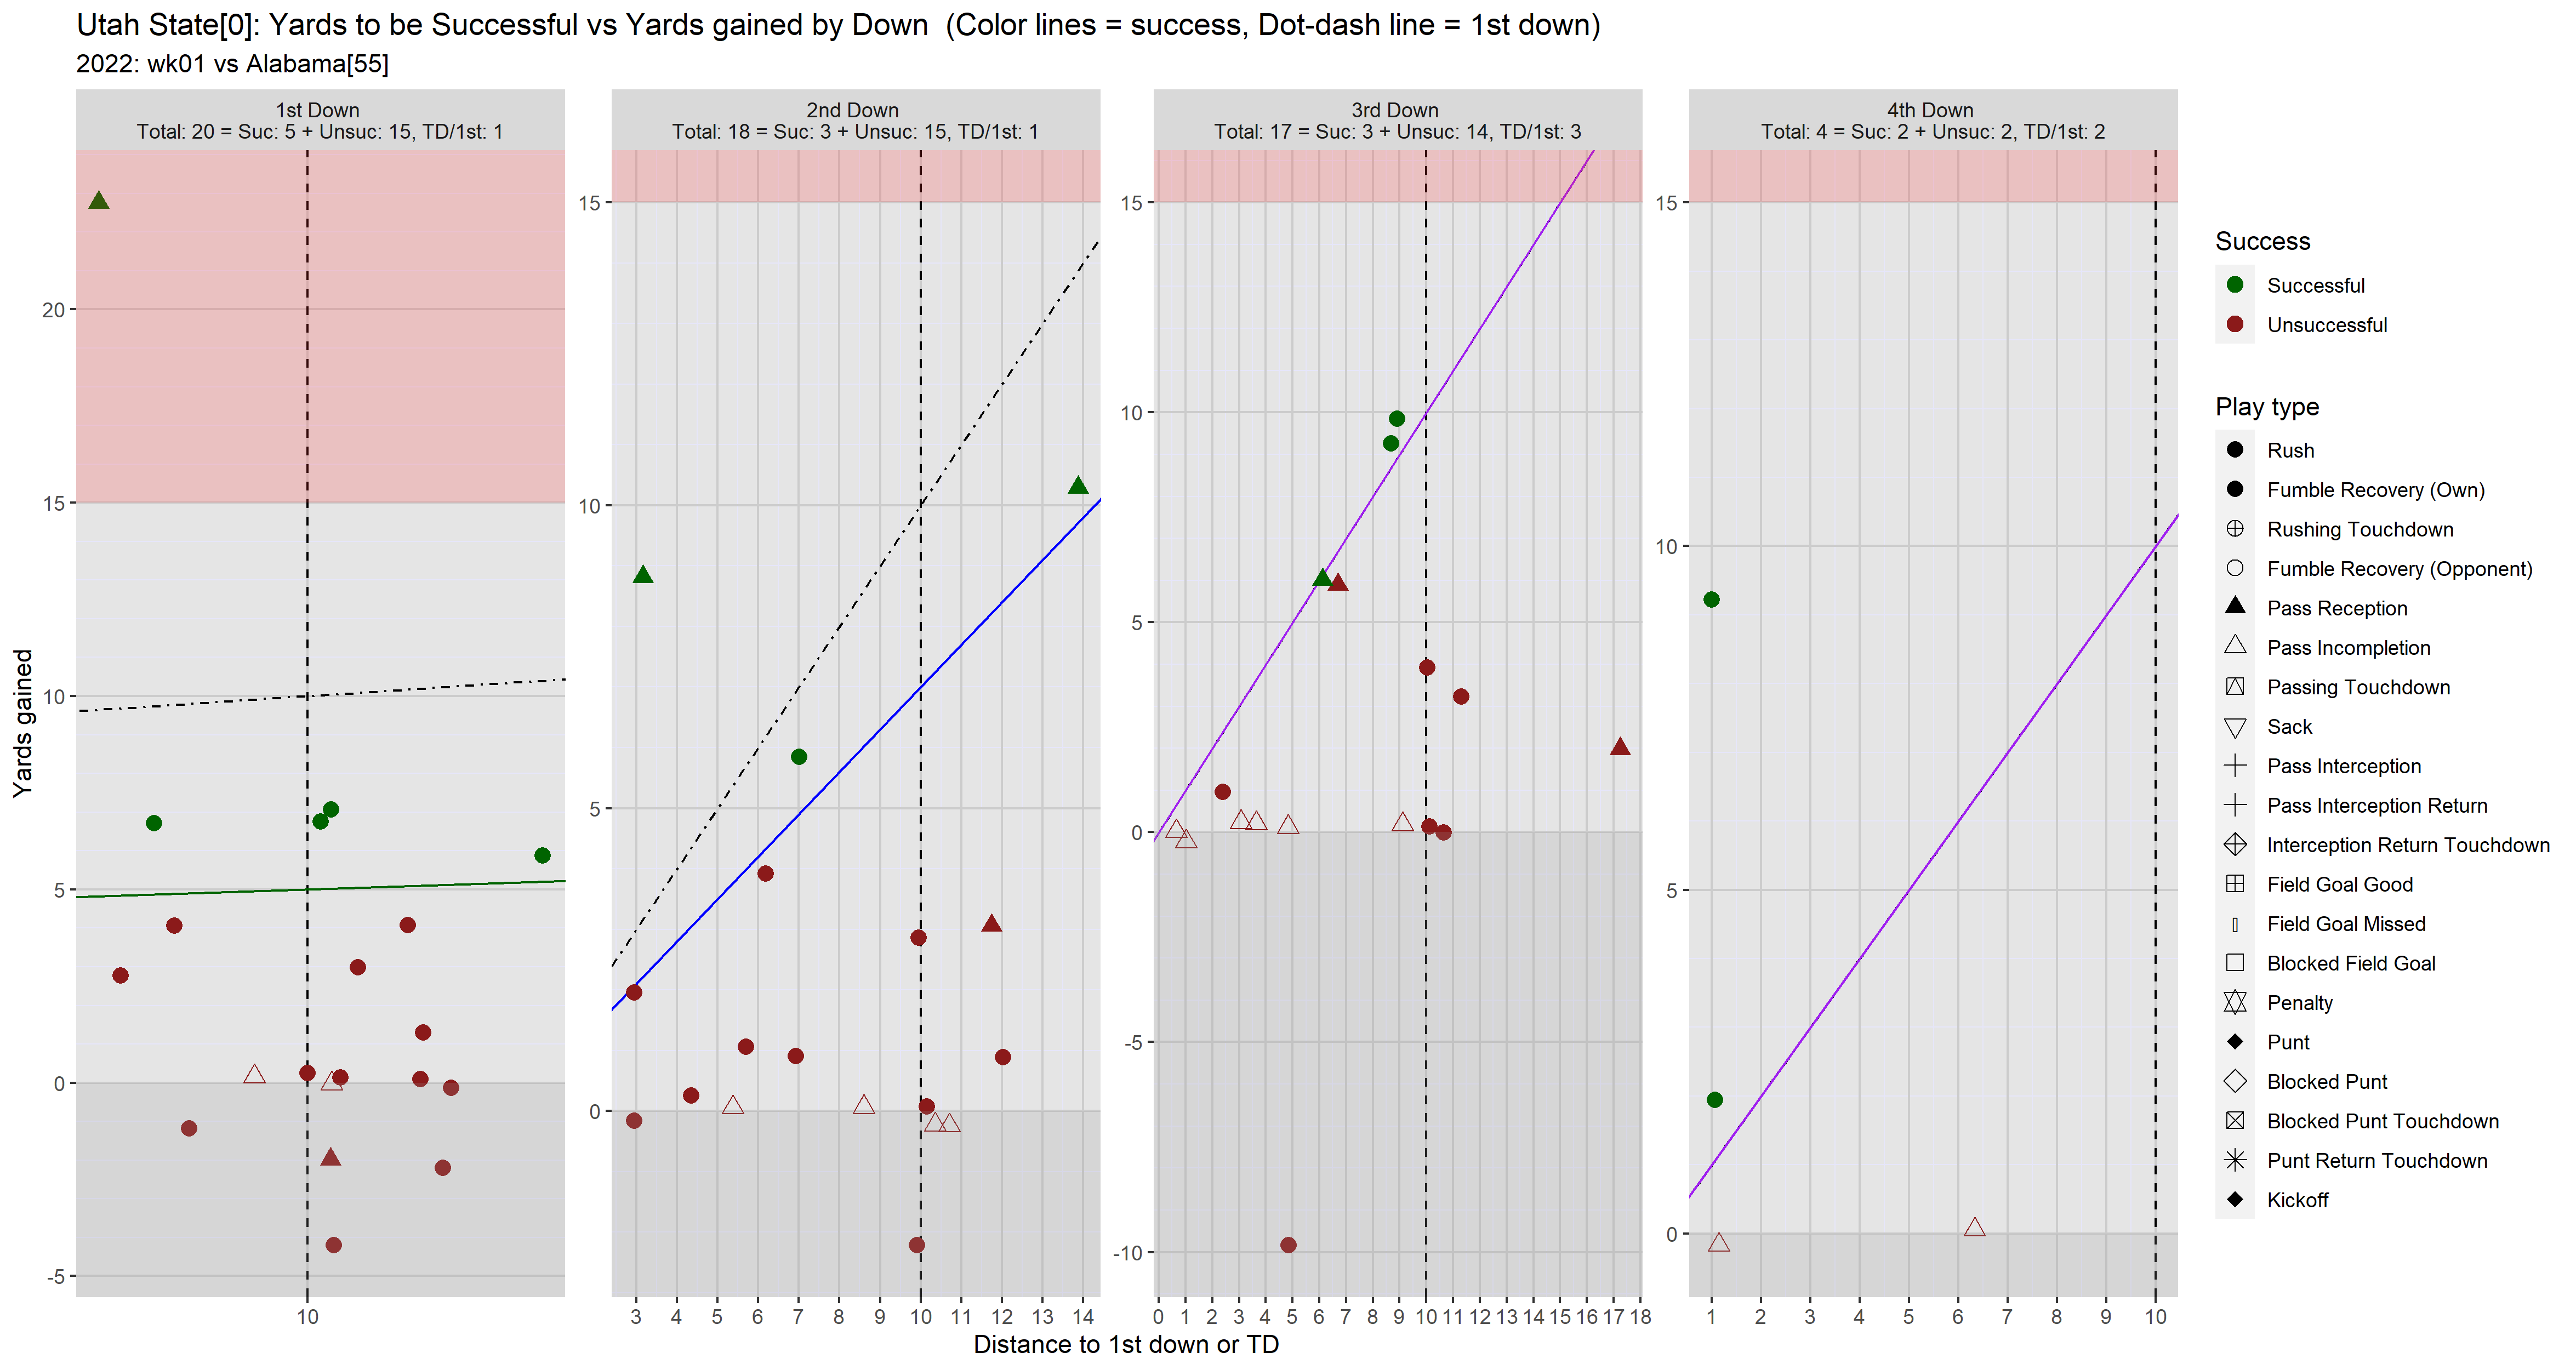 Utah State[0]: Yards to be Successful vs Yards gained by Down  (Color lines = success, Dot-dash line = 1st down)
2022: wk01 vs Alabama[55]
1st Down
Total: 20 = Suc: 5 + Unsuc: 15, TD/1st: 1
2nd Down
Total: 18 = Suc: 3 + Unsuc: 15, TD/1st: 1
3rd Down
Total: 17 = Suc: 3 + Unsuc: 14, TD/1st: 3
4th Down
Total: 4 = Suc: 2 + Unsuc: 2, TD/1st: 2
Yards gained
20
15
10
5
0
-5
10
15
10
5
0
3 4 5 6 7 8 9 10 11 12 13 14
15
10
5
0
-5
-10
0 1 2 3 4 5 6 7 8 9 10 11 12 13 14 15 16 17 18
15
10
5
0
1 2 3 4 5 6 7 8 9 10
Distance to 1st down or TD
Success
Successful
Unsuccessful
Play type
Rush
Fumble Recovery (Own)
Rushing Touchdown
Fumble Recovery (Opponent)
Pass Reception
Pass Incompletion
Passing Touchdown
Sack
Pass Interception
Pass Interception Return
Interception Return Touchdown
Field Goal Good
Field Goal Missed
Blocked Field Goal
Penalty
Punt
Blocked Punt
Blocked Punt Touchdown
Punt Return Touchdown
Kickoff